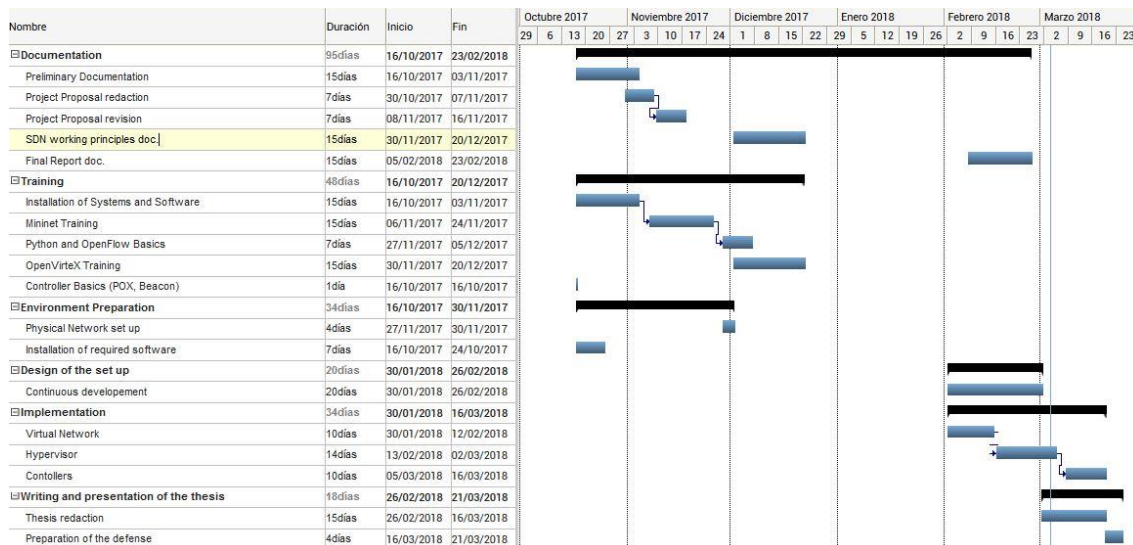 Nombre Duración Inicio Fin Octubre 2017 Noviembre 2017 Diciembre 2017 Enero 2018 Febrero 2018 Marzo 2018
29 6 13 20 27 3 10 17 24 1 8 15 22 29 5 12 19 26 2 9 16 23 2 9 16 23
Documentation 95días 16/10/2017 23/02/2018
Preliminary Documentation 15días 16/10/2017 03/11/2017
Project Proposal redaction 7días 30/10/2017 07/11/2017
Project Proposal revision 7días 08/11/2017 16/11/2017
SDN working principles doc. 15días 30/11/2017 20/12/2017
Final Report doc. 15días 05/02/2018 23/02/2018
Training 48días 16/10/2017 20/12/2017
Installation of Systems and Software 15días 16/10/2017 03/11/2017
Mininet Training 15días 06/11/2017 24/11/2017
Python and OpenFlow Basics 7días 27/11/2017 05/12/2017
OpenVirteX Training 15días 30/11/2017 20/12/2017
Controller Basics (POX, Beacon) 1día 16/10/2017 16/10/2017
Environment Preparation 34días 16/10/2017 30/11/2017
Physical Network set up 4días 27/11/2017 30/11/2017
Installation of required software 7días 16/10/2017 24/10/2017
Design of the set up 20días 30/01/2018 26/02/2018
Continuous developement 20días 30/01/2018 26/02/2018
Implementation 34días 30/01/2018 16/03/2018
Virtual Network 10días 30/01/2018 12/02/2018
Hypervisor 14días 13/02/2018 02/03/2018
Contollers 10días 05/03/2018 16/03/2018
Writing and presentation of the thesis 18días 26/02/2018 21/03/2018
Thesis redaction 15días 26/02/2018 16/03/2018
Preparation of the defense 4días 16/03/2018 21/03/2018